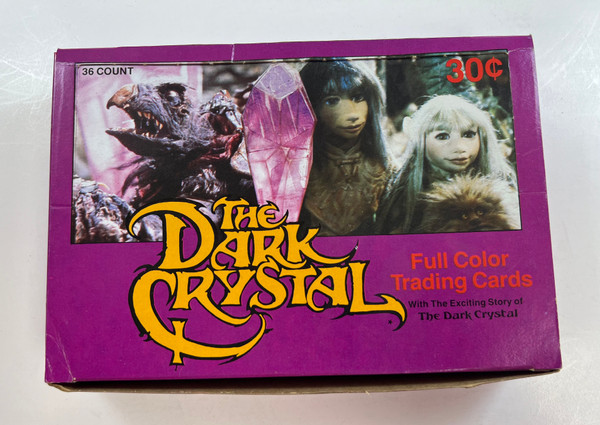 36 COUNT
30¢
THE
DARK
CRYSTAL
Full Color
Trading Cards
With The Exciting Story of
The Dark Crystal